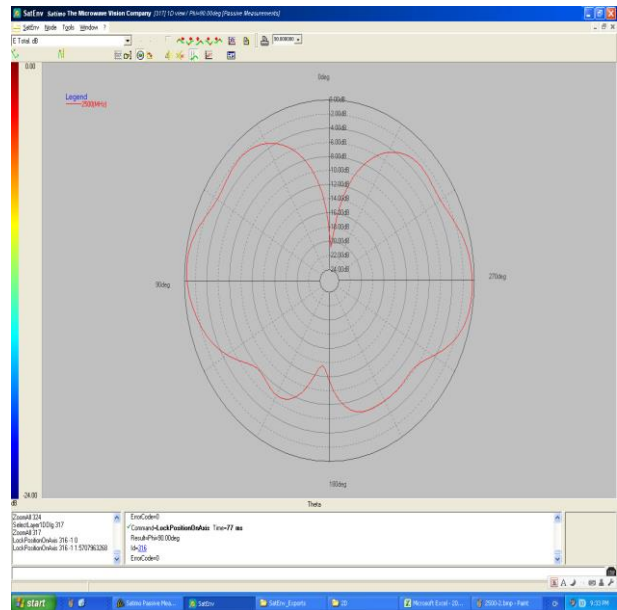 SatEnv Satimo The Microwave Vision Company [317] 1D view / Phi=90.00deg [Passive Measurements]
SatEnv Node Tools Window ?
E Total. dB
90.000000
0.00
Legend
2500(MHz)
0deg
0.00dB
-2.00dB
-4.00dB
-6.00dB
-8.00dB
-10.00dB
-12.00dB
-14.00dB
-16.00dB
-18.00dB
-20.00dB
-22.00dB
-24.00dB
90deg
270deg
180deg
-24.00
dB
Theta
ZoomAll 324
SelectLayer1DDlg 317
ZoomAll 317
LockPositionOnAxis 316 -1 0
LockPositionOnAxis 316 -1 1.5707963268
ErrorCode=0
Command=LockPositionOnAxis Time=77 ms
Result=Phi=90.00deg
Id=316
ErrorCode=0
start
Satimo Passive Mea...
SatEnv
SatEnv_Exports
2D
Microsoft Excel - 20...
2500-2.bmp - Paint
9:33 PM